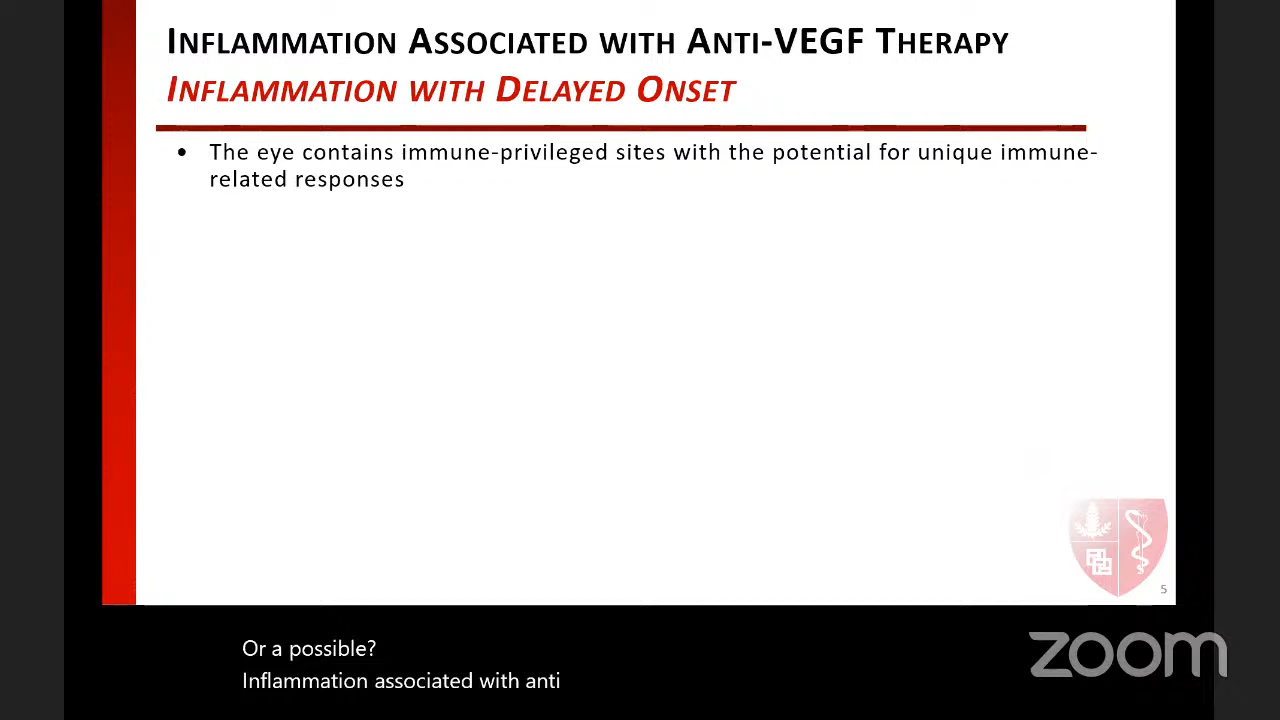 INFLAMMATION ASSOCIATED WITH ANTI-VEGF THERAPY
INFLAMMATION WITH DELAYED ONSET
• The eye contains immune-privileged sites with the potential for unique immune-
related responses
5
Or a possible?
Inflammation associated with anti
zoom